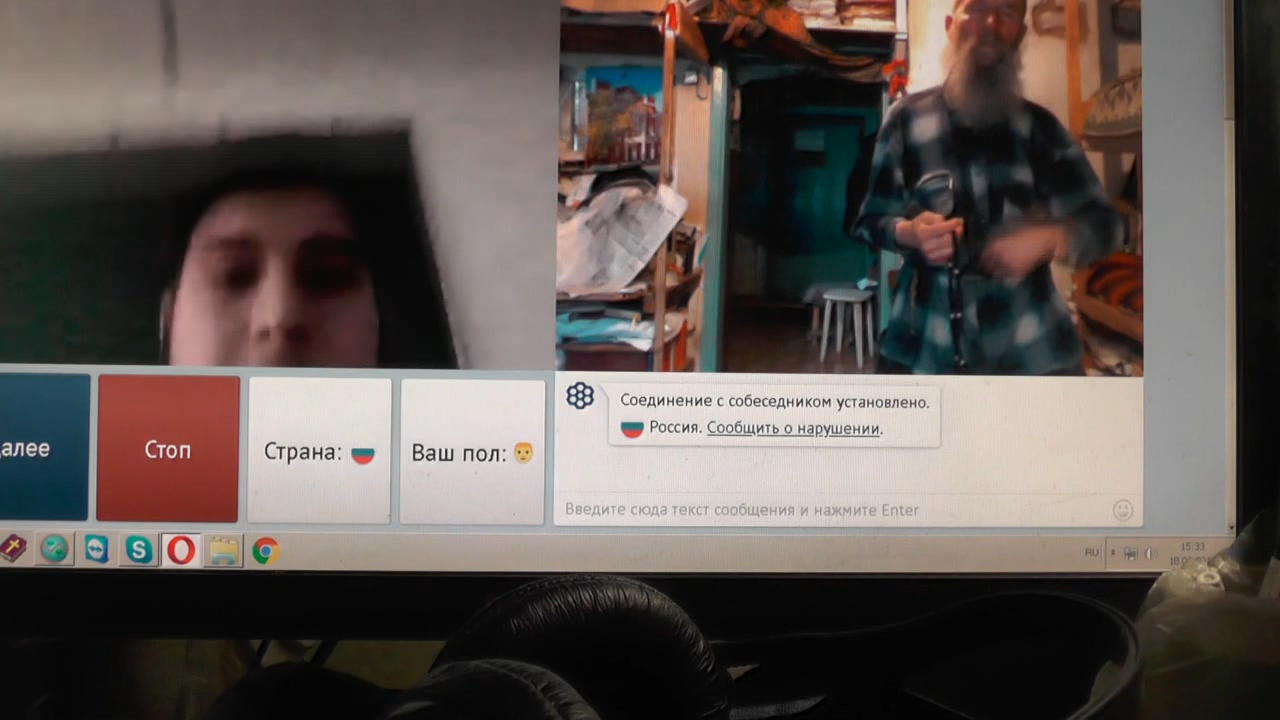 алее
Стоп
Страна:
Ваш пол:
Соединение с собеседником установлено.
Россия. Сообщить о нарушении.
Введите сюда текст сообщения и нажмите Enter
S
RU
15:33